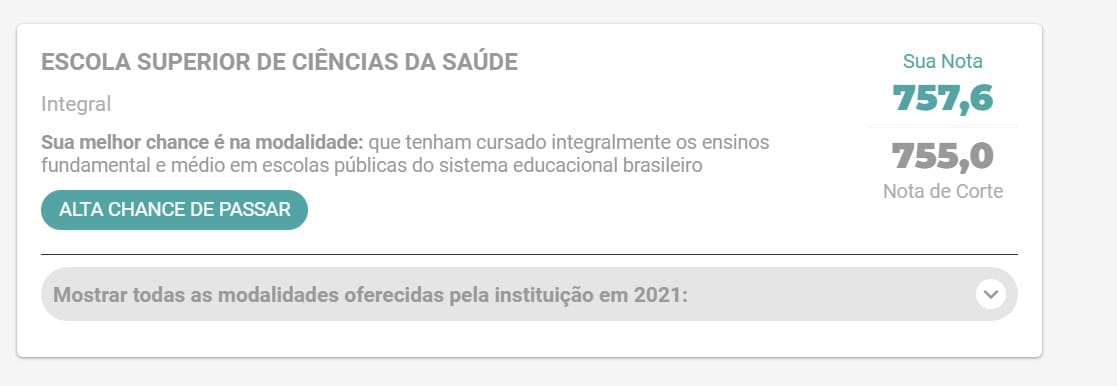 ESCOLA SUPERIOR DE CIÊNCIAS DA SAÚDE
Integral
Sua melhor chance é na modalidade: que tenham cursado integralmente os ensinos
fundamental e médio em escolas públicas do sistema educacional brasileiro
ALTA CHANCE DE PASSAR
Sua Nota
757,6
755,0
Nota de Corte
Mostrar todas as modalidades oferecidas pela instituição em 2021: